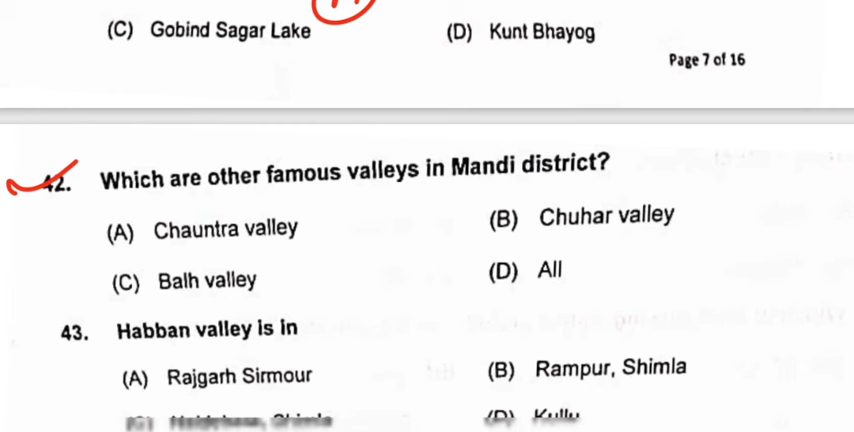 (C) Gobind Sagar Lake (D) Kunt Bhayog
Page 7 of 16
42. Which are other famous valleys in Mandi district?
(A) Chauntra valley (B) Chuhar valley
(C) Balh valley (D) All
43. Habban valley is in
(A) Rajgarh Sirmour (B) Rampur, Shimla
(D) Kullu